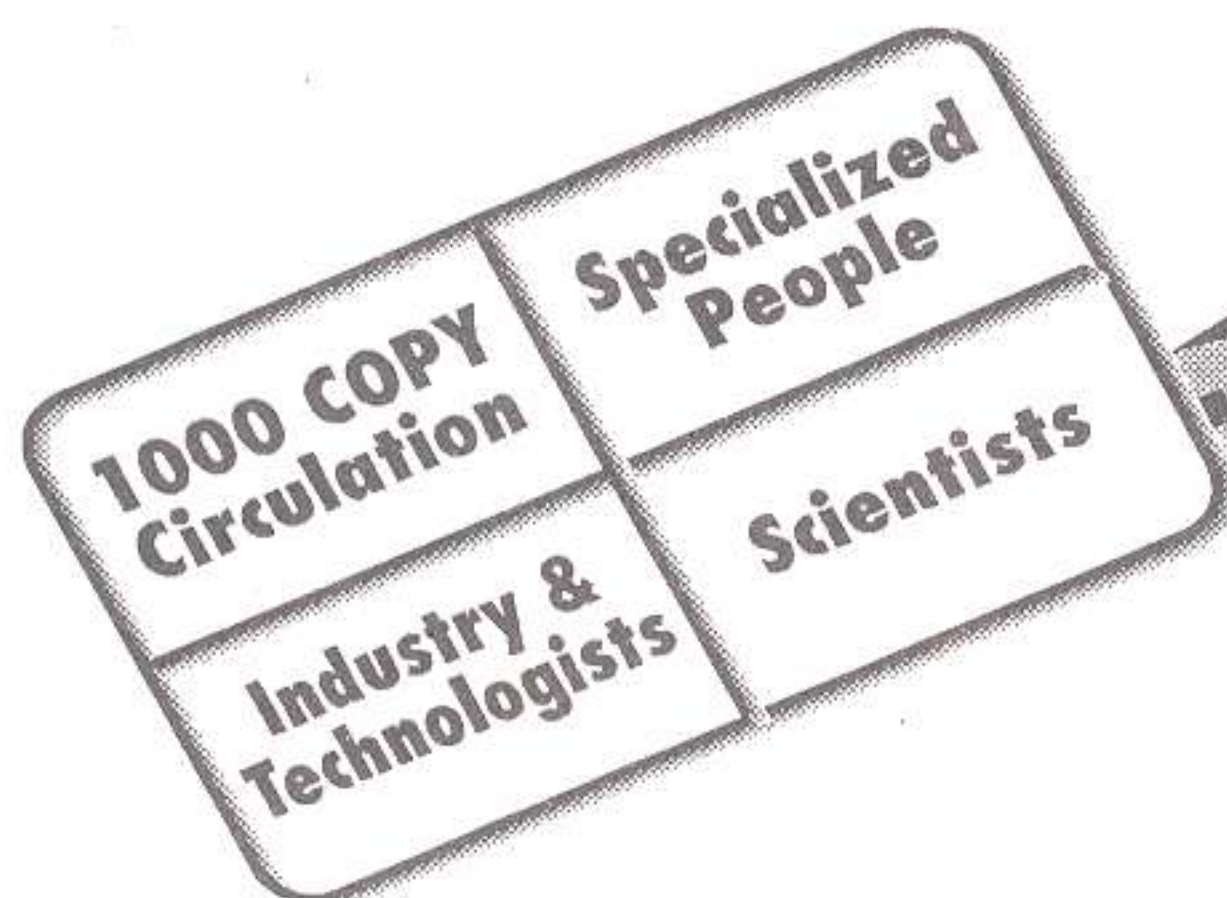 1000 COPY
Circulation
Specialized
People
Industry &
Technologists
Scientists